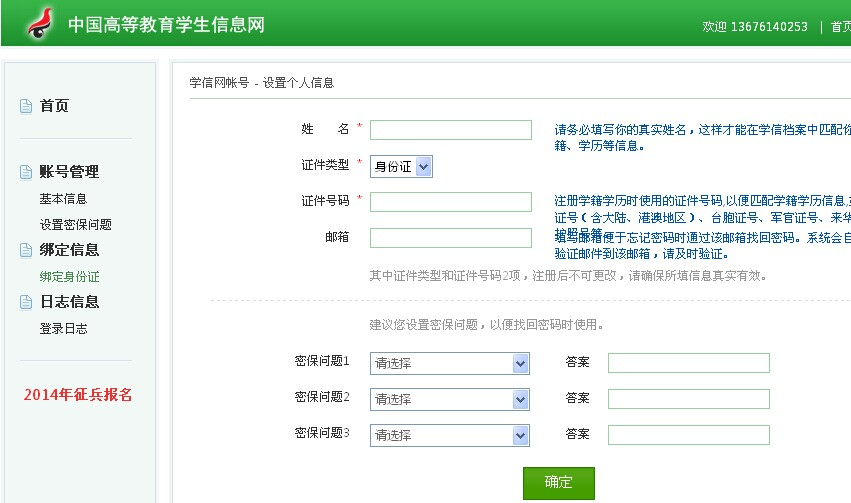 中国高等教育学生信息网
欢迎 13676140253 | 首页
首页
账号管理
基本信息
设置密保问题
绑定信息
绑定身份证
日志信息
登录日志
2014年征兵报名
学信网帐号 - 设置个人信息
姓 名 *
请务必填写你的真实姓名，这样才能在学信档案中匹配你
籍、学历等信息。
证件类型 * 身份证
证件号码 *
注册学籍学历时使用的证件号码,以便匹配学籍学历信息,
证号（含大陆、港澳地区）、台胞证号、军官证号、来华
护照号等。
邮箱
填写邮箱便于忘记密码时通过该邮箱找回密码。系统会自
验证邮件到该邮箱，请及时验证。
其中证件类型和证件号码2项，注册后不可更改，请确保所填信息真实有效。
建议您设置密保问题，以便找回密码时使用。
密保问题1 请选择 答案
密保问题2 请选择 答案
密保问题3 请选择 答案
确定